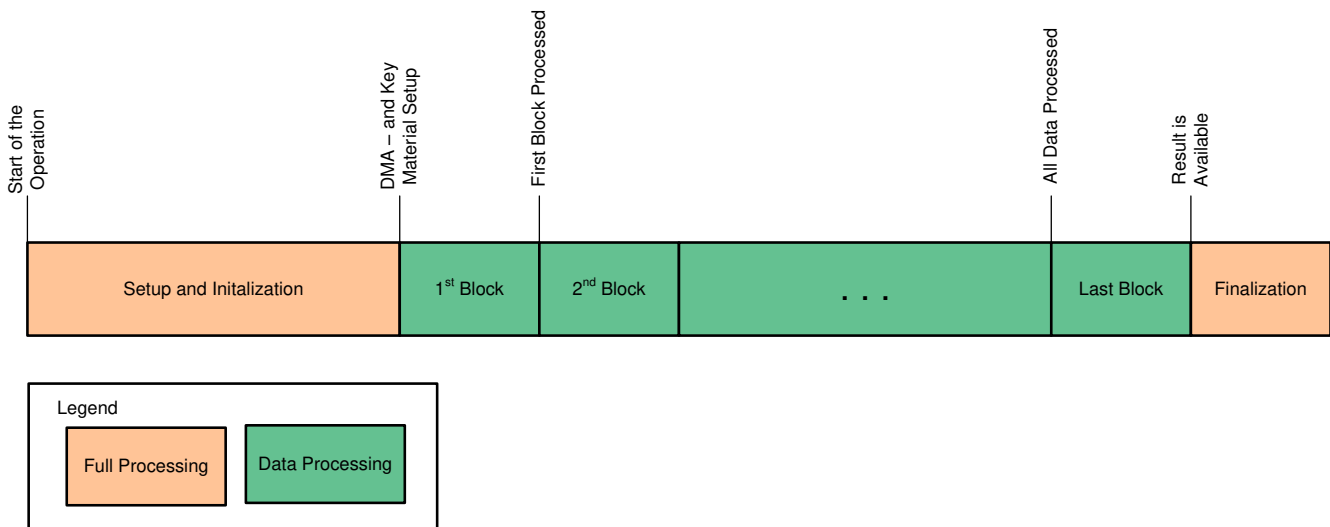 Start of the
Operation
DMA – and Key
Material Setup
First Block Processed
All Data Processed
Result is
Available
Setup and Initalization
1st Block
2nd Block
. . .
Last Block
Finalization
Legend
Full Processing
Data Processing